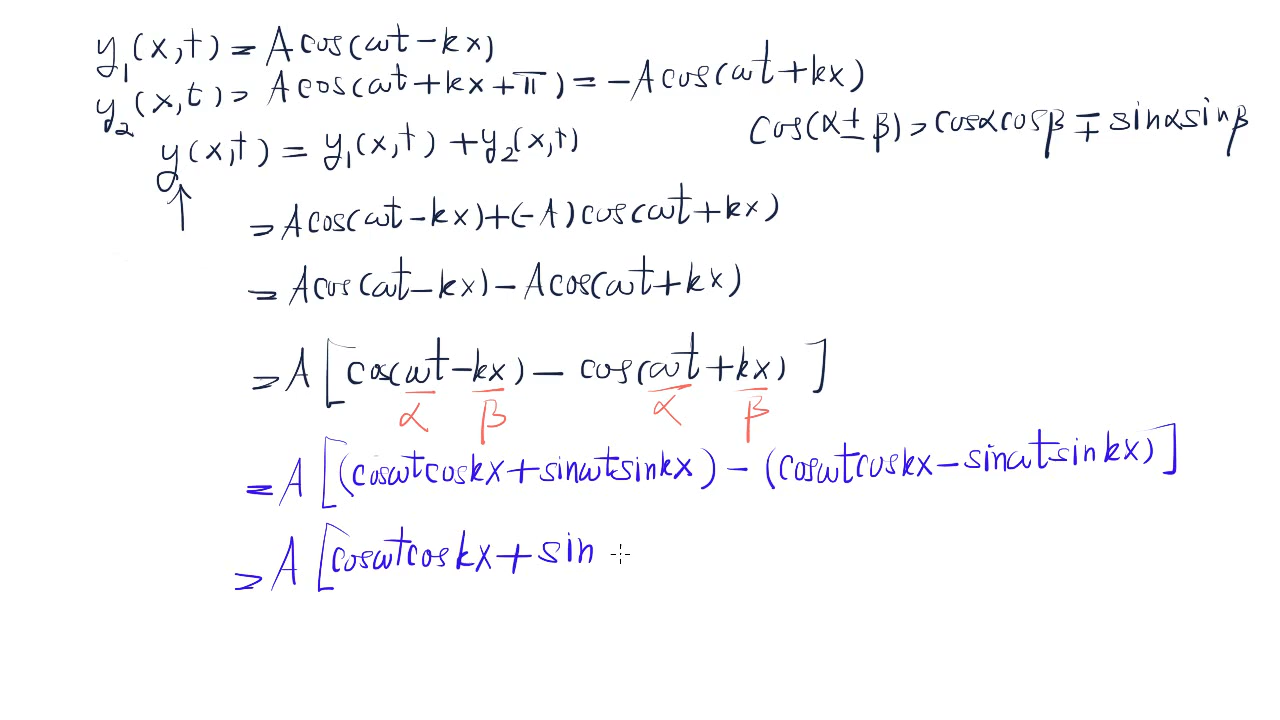 y₁(x,t) = Acos(ωt-kx)
y₂(x,t) = Acos(ωt+kx+π) = -Acos(ωt+kx)
cos(α±β) = cosαcosβ ∓ sinαsinβ
y(x,t) = y₁(x,t) + y₂(x,t)
↑
= Acos(ωt-kx)+(-A)cos(ωt+kx)
= Acos(ωt-kx)-Acos(ωt+kx)
= A[cos(ωt-kx) - cos(ωt+kx)]
α β α β
= A[(cosωtcoskx+sinωtsinkx) - (cosωtcoskx-sinωtsinkx)]
= A[cosωtcoskx+sin